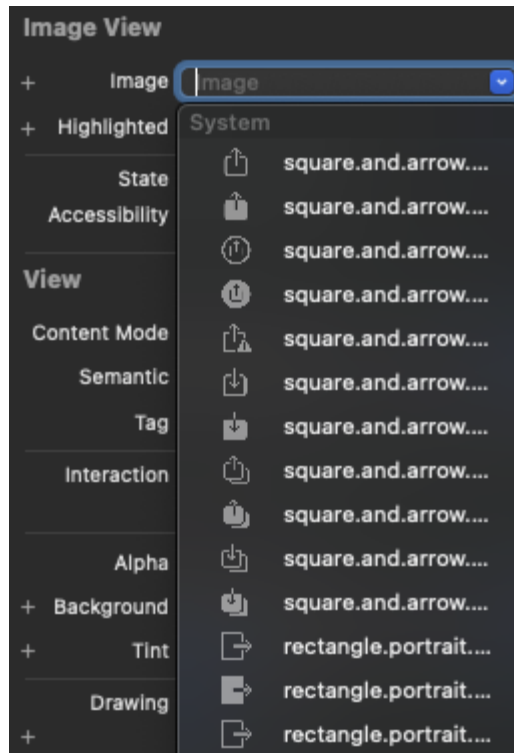 Image View
+ Image Image
+ Highlighted System
square.and.arrow....
State
Accessibility square.and.arrow....
square.and.arrow....
View square.and.arrow....
Content Mode square.and.arrow....
Semantic square.and.arrow....
Tag square.and.arrow....
Interaction square.and.arrow....
square.and.arrow....
Alpha square.and.arrow....
+ Background square.and.arrow....
+ Tint rectangle.portrait....
Drawing rectangle.portrait....
+ rectangle.portrait....